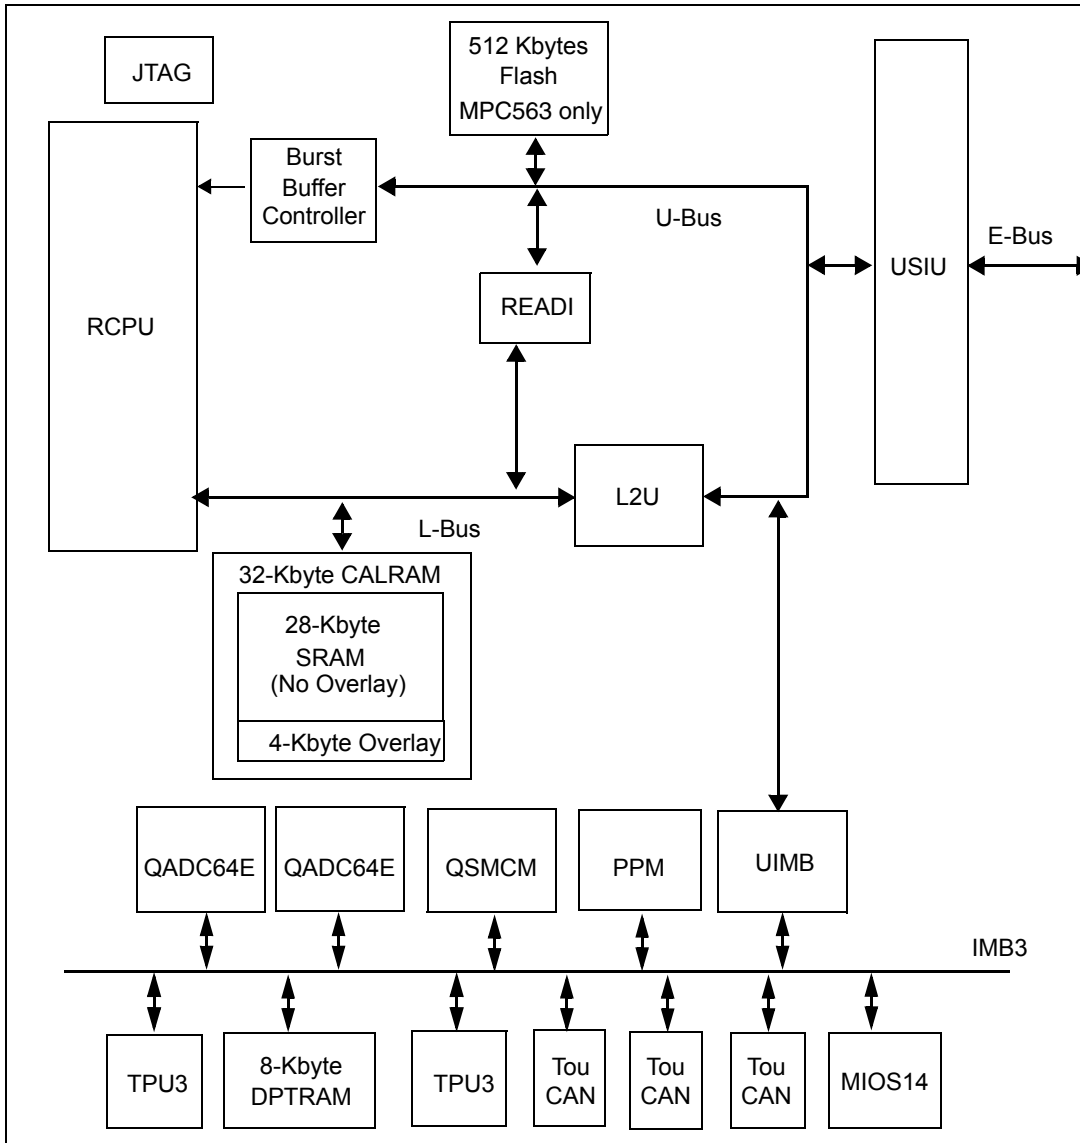 JTAG
512 Kbytes
Flash
MPC563 only
Burst
Buffer
Controller
U-Bus
E-Bus
USIU
READI
RCPU
L2U
L-Bus
32-Kbyte CALRAM
28-Kbyte
SRAM
(No Overlay)
4-Kbyte Overlay
QADC64E
QADC64E
QSMCM
PPM
UIMB
IMB3
TPU3
8-Kbyte
DPTRAM
TPU3
Tou
CAN
Tou
CAN
Tou
CAN
MIOS14